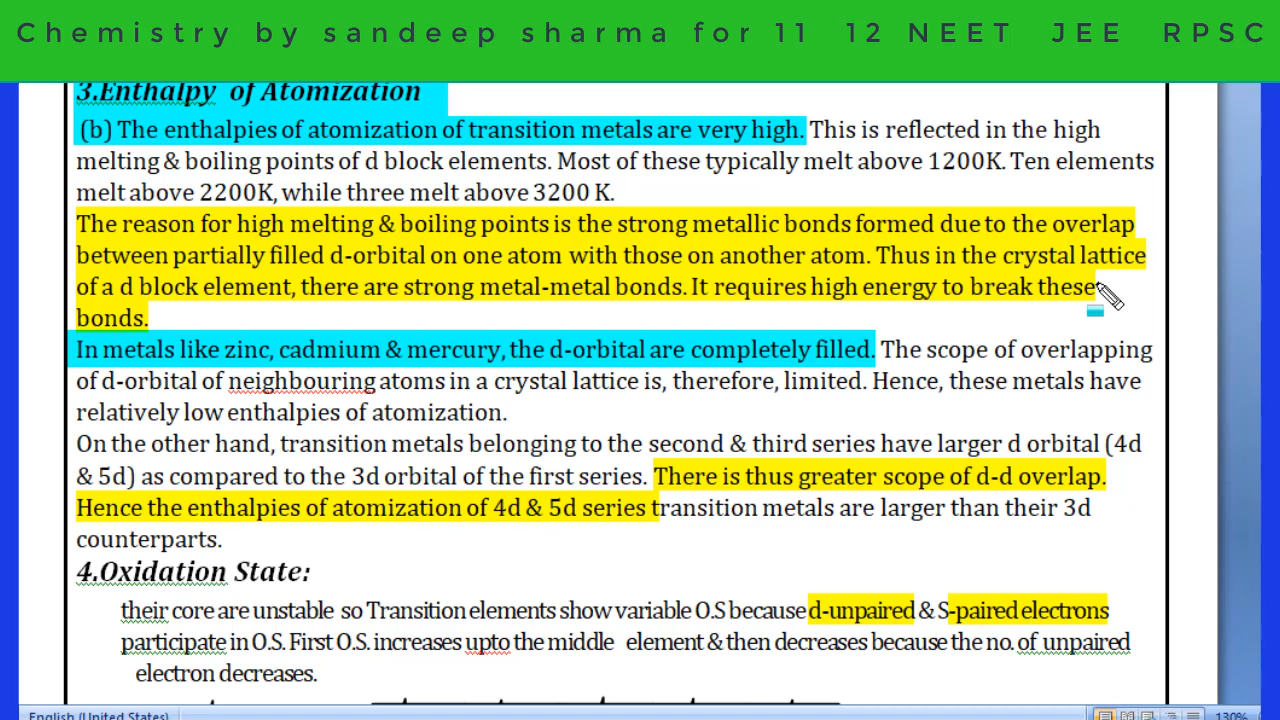 Chemistry by sandeep sharma for 11 12 NEET JEE RPSC
3.Enthalpy of Atomization
(b) The enthalpies of atomization of transition metals are very high. This is reflected in the high
melting & boiling points of d block elements. Most of these typically melt above 1200K. Ten elements
melt above 2200K, while three melt above 3200 K.
The reason for high melting & boiling points is the strong metallic bonds formed due to the overlap
between partially filled d-orbital on one atom with those on another atom. Thus in the crystal lattice
of a d block element, there are strong metal-metal bonds. It requires high energy to break these
bonds.
In metals like zinc, cadmium & mercury, the d-orbital are completely filled. The scope of overlapping
of d-orbital of neighbouring atoms in a crystal lattice is, therefore, limited. Hence, these metals have
relatively low enthalpies of atomization.
On the other hand, transition metals belonging to the second & third series have larger d orbital (4d
& 5d) as compared to the 3d orbital of the first series. There is thus greater scope of d-d overlap.
Hence the enthalpies of atomization of 4d & 5d series transition metals are larger than their 3d
counterparts.
4.Oxidation State:
their core are unstable so Transition elements show variable O.S because d-unpaired & S-paired electrons
participate in O.S. First O.S. increases upto the middle element & then decreases because the no. of unpaired
electron decreases.
English (United States) 130%